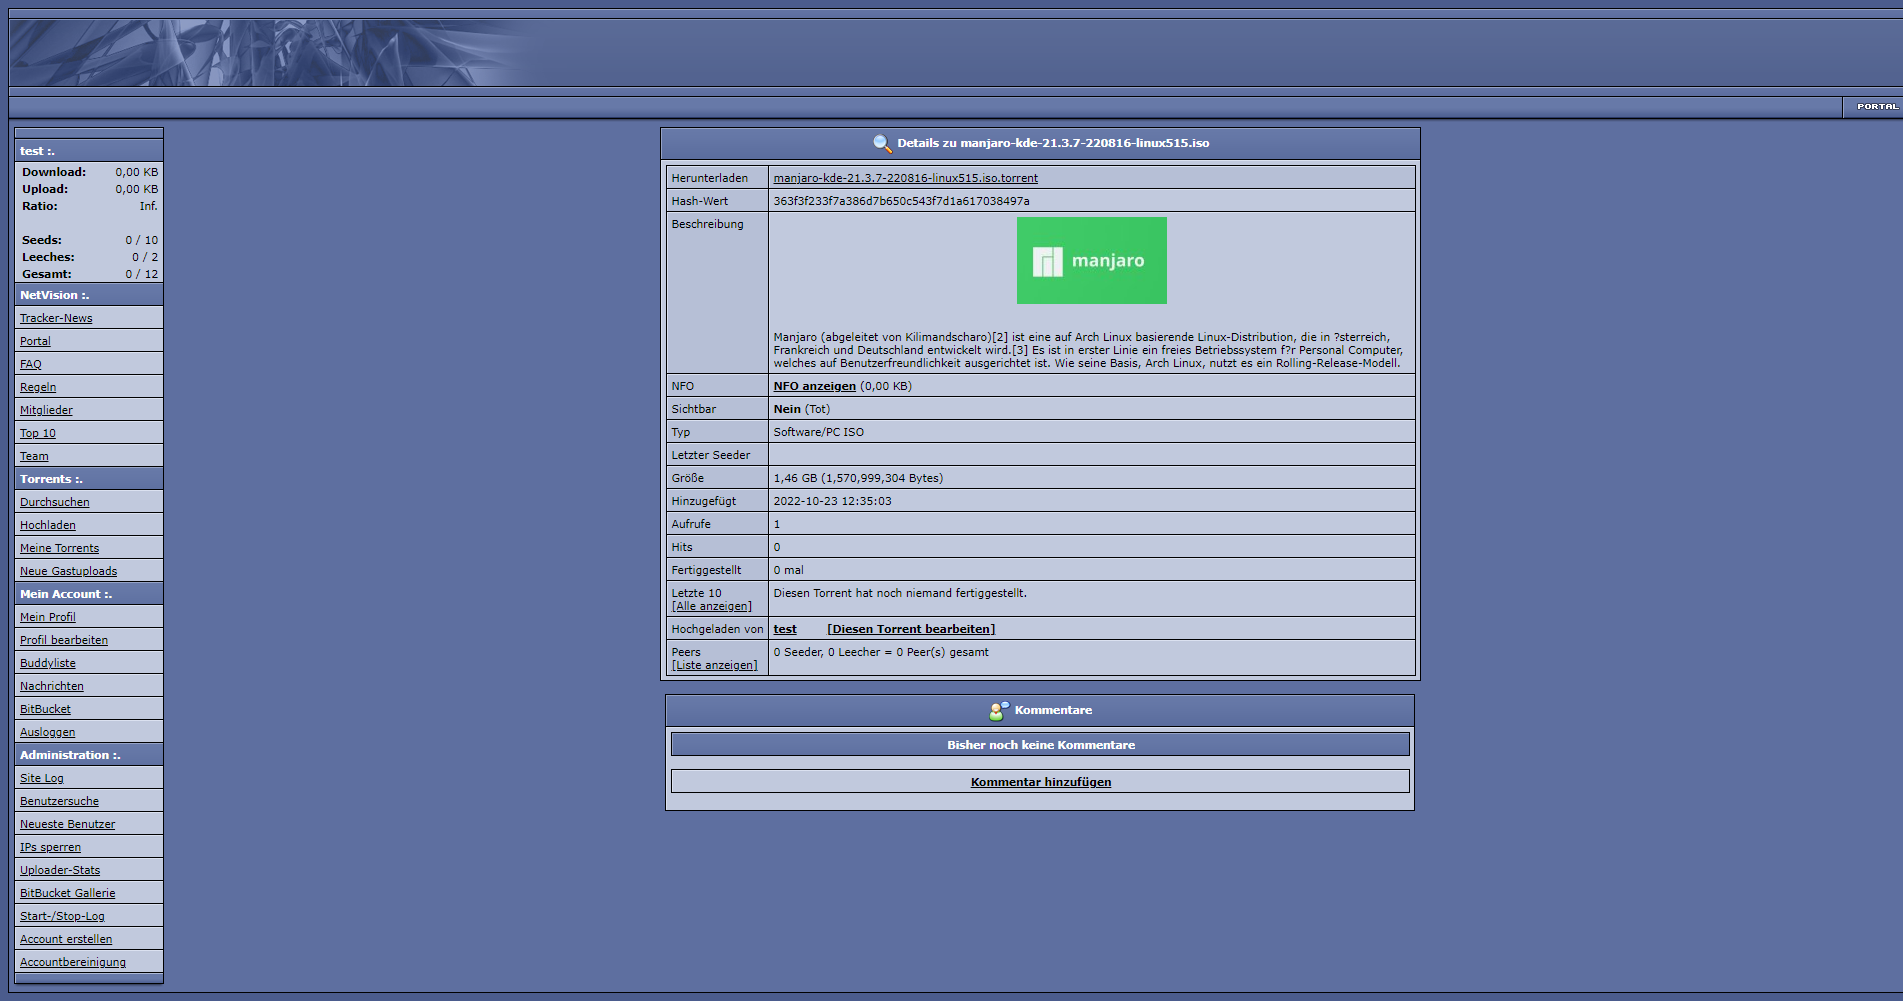 PORTAL
test :.
Download: 0,00 KB
Upload: 0,00 KB
Ratio: Inf.
Seeds: 0 / 10
Leeches: 0 / 2
Gesamt: 0 / 12
NetVision :.
Tracker-News
Portal
FAQ
Regeln
Mitglieder
Top 10
Team
Torrents :.
Durchsuchen
Hochladen
Meine Torrents
Neue Gastuploads
Mein Account :.
Mein Profil
Profil bearbeiten
Buddyliste
Nachrichten
BitBucket
Ausloggen
Administration :.
Site Log
Benutzersuche
Neueste Benutzer
IPs sperren
Uploader-Stats
BitBucket Gallerie
Start-/Stop-Log
Account erstellen
Accountbereinigung
Details zu manjaro-kde-21.3.7-220816-linux515.iso
Herunterladen manjaro-kde-21.3.7-220816-linux515.iso.torrent
Hash-Wert 363f3f233f7a386d7b650c543f7d1a617038497a
Beschreibung
manjaro
Manjaro (abgeleitet von Kilimandscharo)[2] ist eine auf Arch Linux basierende Linux-Distribution, die in ?sterreich,
Frankreich und Deutschland entwickelt wird.[3] Es ist in erster Linie ein freies Betriebssystem f?r Personal Computer,
welches auf Benutzerfreundlichkeit ausgerichtet ist. Wie seine Basis, Arch Linux, nutzt es ein Rolling-Release-Modell.
NFO NFO anzeigen (0,00 KB)
Sichtbar Nein (Tot)
Typ Software/PC ISO
Letzter Seeder
Größe 1,46 GB (1,570,999,304 Bytes)
Hinzugefügt 2022-10-23 12:35:03
Aufrufe 1
Hits 0
Fertiggestellt 0 mal
Letzte 10 Diesen Torrent hat noch niemand fertiggestellt.
[Alle anzeigen]
Hochgeladen von test [Diesen Torrent bearbeiten]
Peers 0 Seeder, 0 Leecher = 0 Peer(s) gesamt
[Liste anzeigen]
Kommentare
Bisher noch keine Kommentare
Kommentar hinzufügen